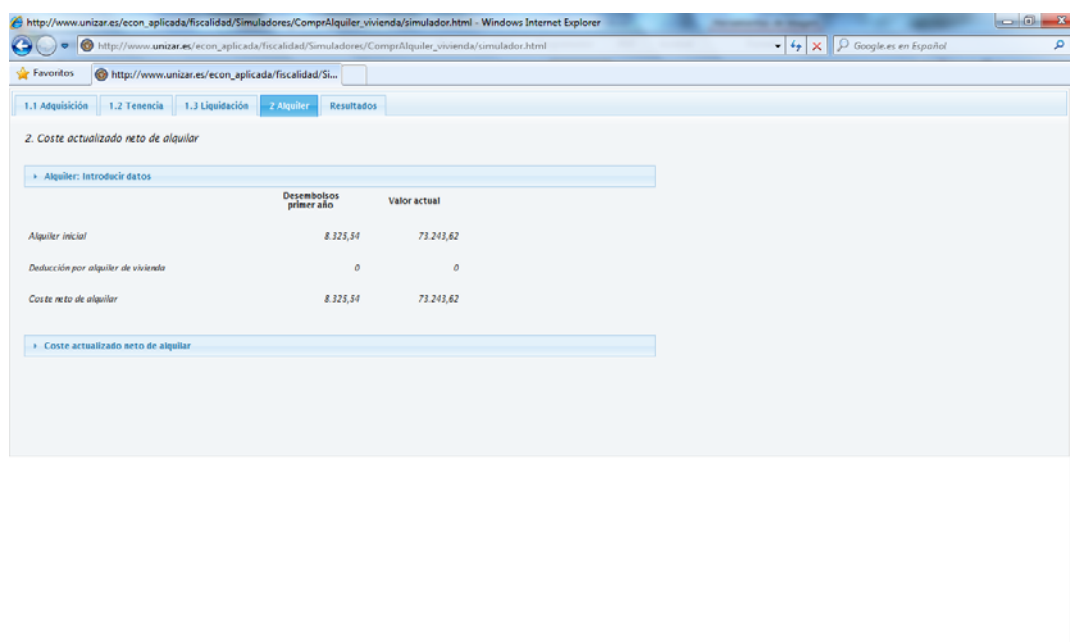 http://www.unizar.es/econ_aplicada/fiscalidad/Simuladores/ComprAlquiler_vivienda/simulador.html - Windows Internet Explorer
http://www.unizar.es/econ_aplicada/fiscalidad/Simuladores/ComprAlquiler_vivienda/simulador.html
Google.es en Español
Favoritos
http://www.unizar.es/econ_aplicada/fiscalidad/Si...
1.1 Adquisición 1.2 Tenencia 1.3 Liquidación 2 Alquiler Resultados
2. Coste actualizado neto de alquilar
Alquiler: Introducir datos
Desembolsos
primer año Valor actual
Alquiler inicial 8.325,54 73.243,62
Deducción por alquiler de vivienda 0 0
Coste neto de alquilar 8.325,54 73.243,62
Coste actualizado neto de alquilar